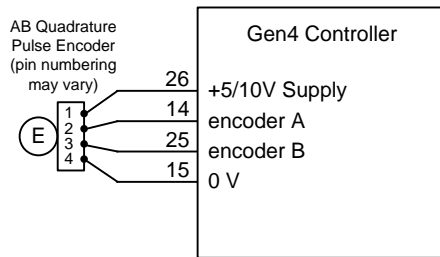 AB Quadrature
Pulse Encoder
(pin numbering
may vary)
E
1
2
3
4
Gen4 Controller
26 +5/10V Supply
14 encoder A
25 encoder B
15 0 V